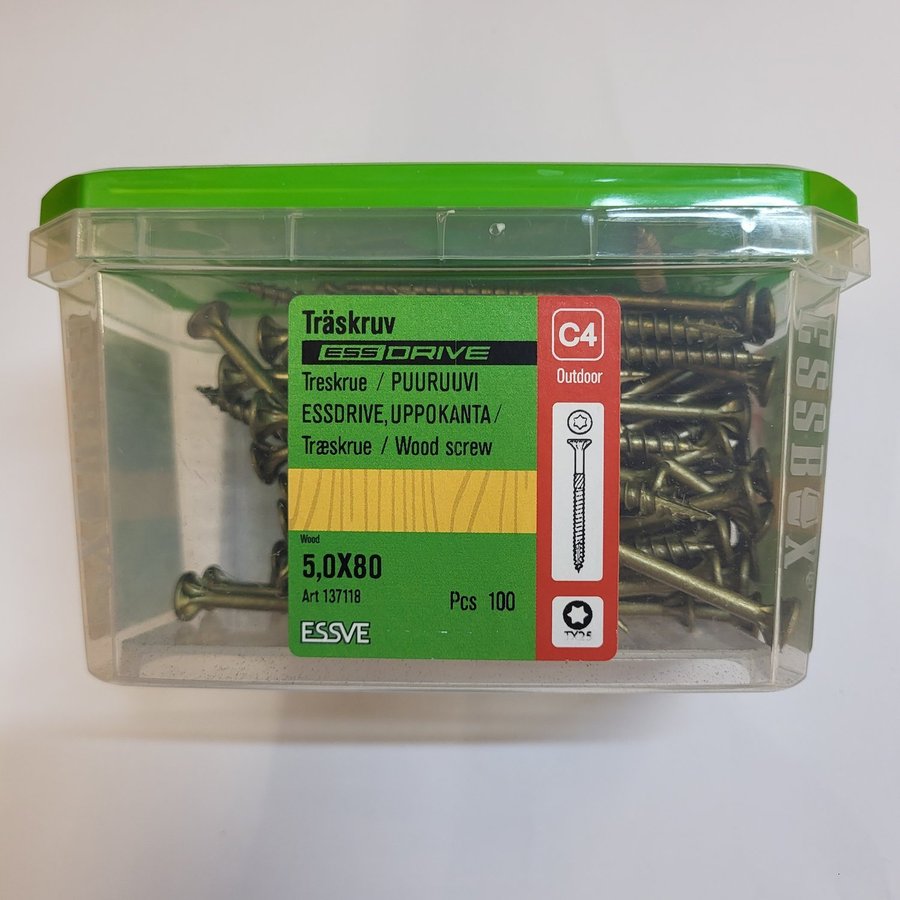 Träskruv
ESSDRIVE
Treskrue / PUURUUVI
ESSDRIVE,UPPOKANTA/
Træskrue / Wood screw
Wood
5,0X80
Art 137118
Pcs 100
ESSVE
C4
Outdoor
TX25
ESSBOX